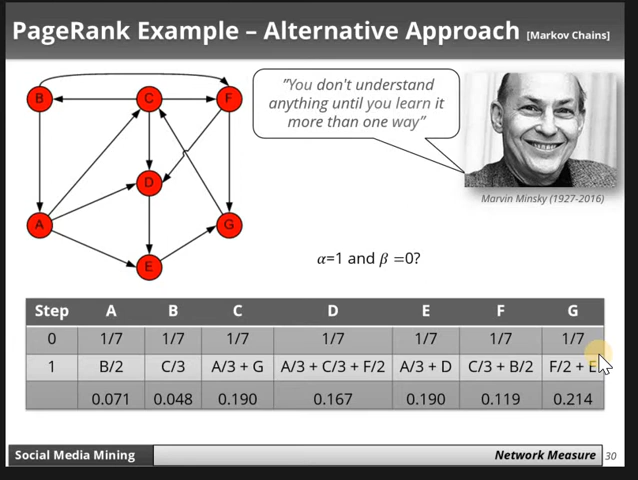 PageRank Example – Alternative Approach [Markov Chains]
B
C
F
D
A
G
E
"You don't understand
anything until you learn it
more than one way"
Marvin Minsky (1927-2016)
α=1 and β =0?
Step A B C D E F G
0 1/7 1/7 1/7 1/7 1/7 1/7 1/7
1 B/2 C/3 A/3 + G A/3 + C/3 + F/2 A/3 + D C/3 + B/2 F/2 + E
0.071 0.048 0.190 0.167 0.190 0.119 0.214
Social Media Mining
Network Measure 30